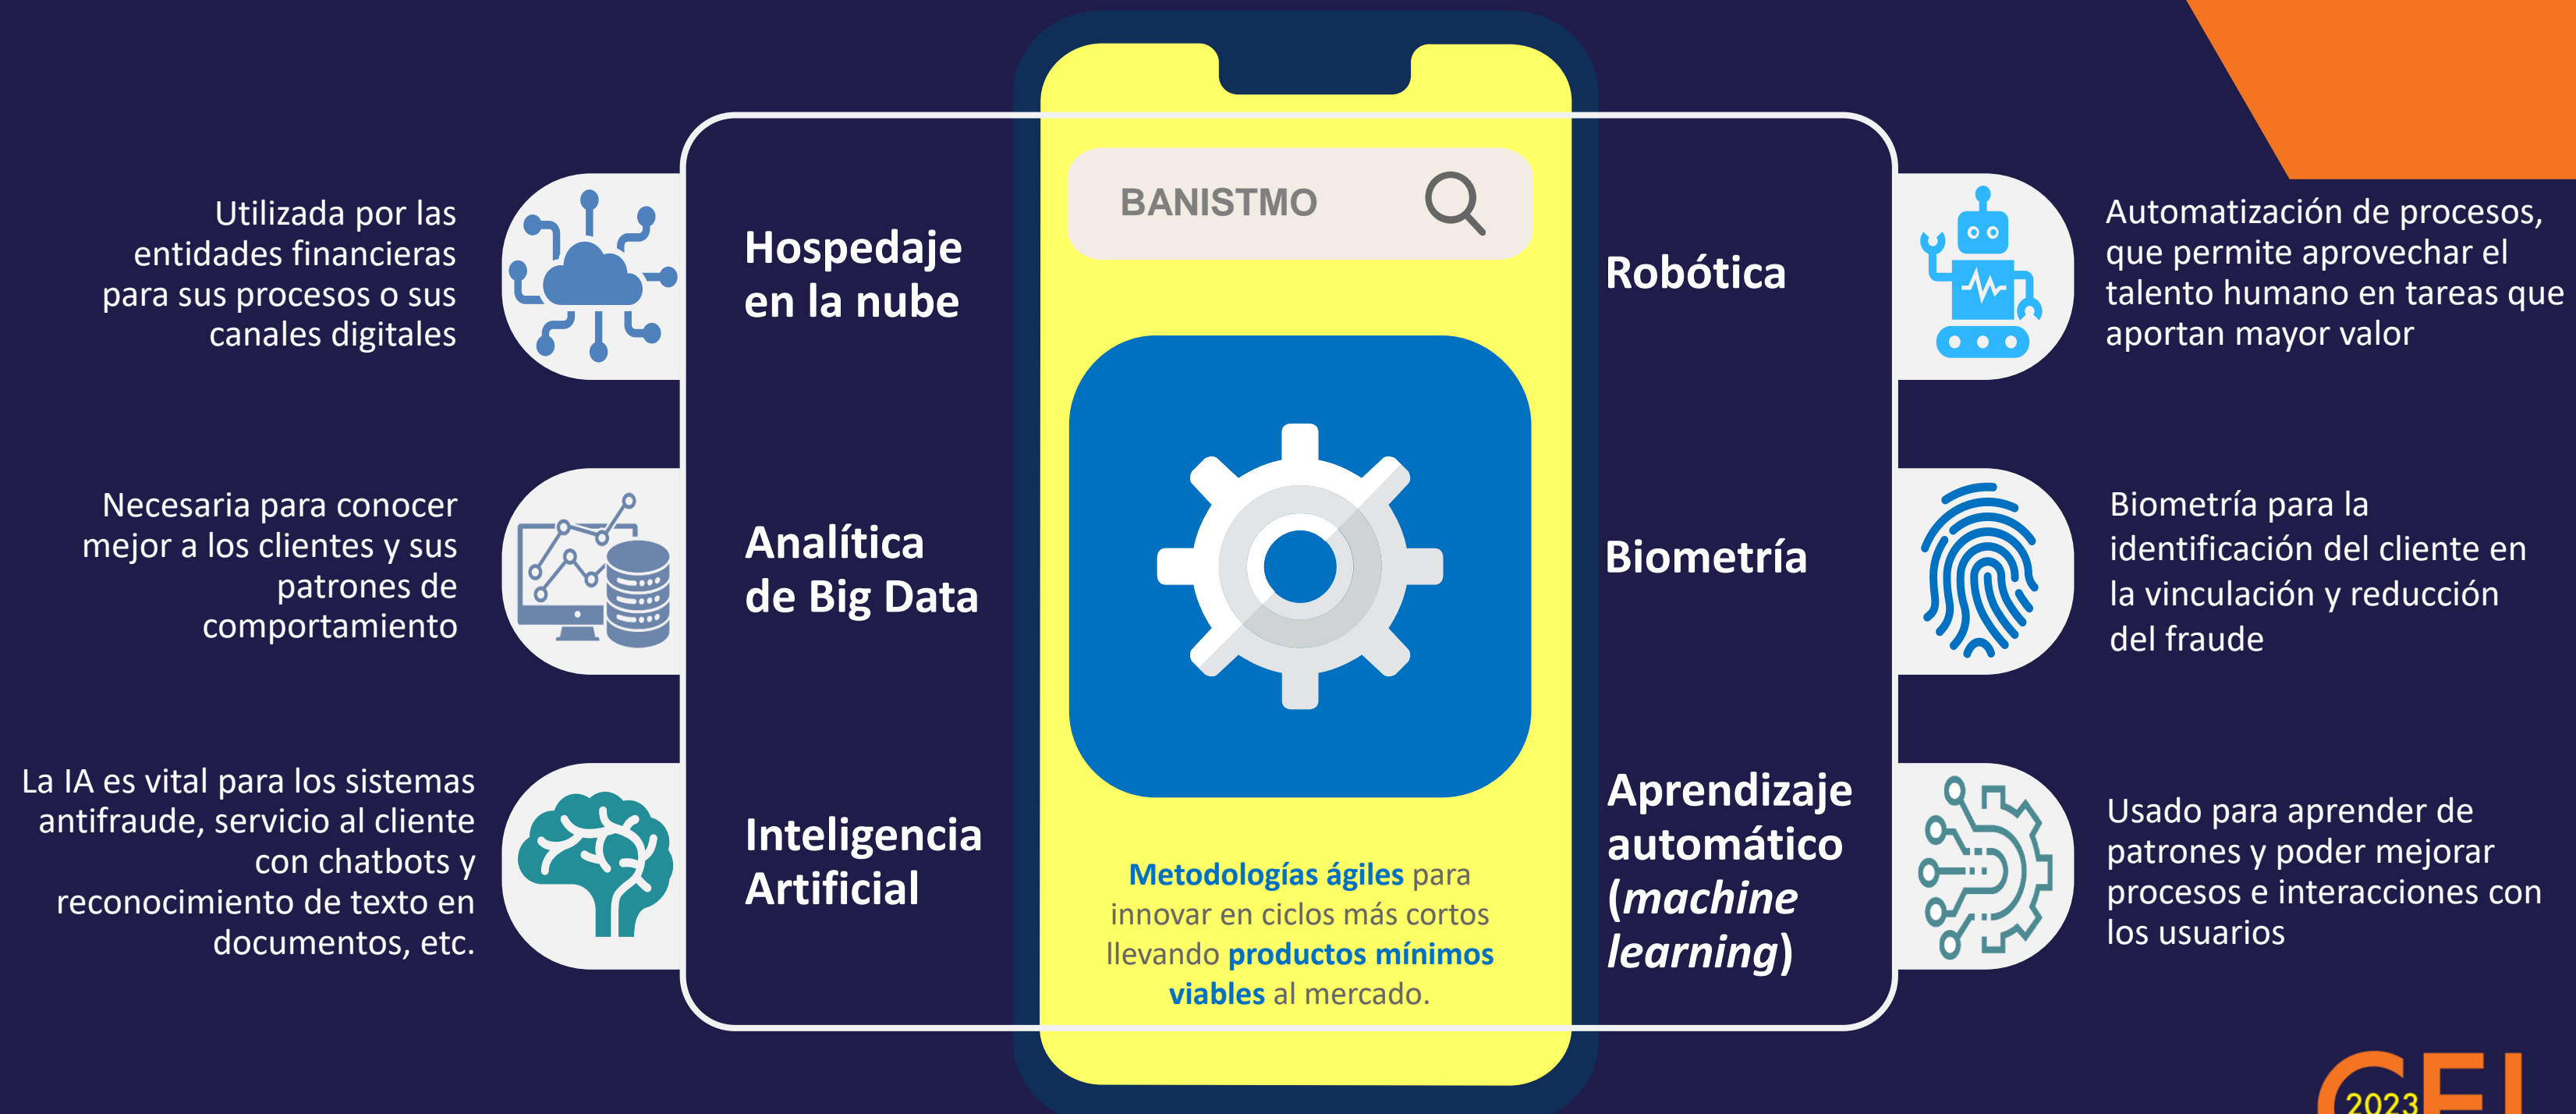 Utilizada por las
entidades financieras
para sus procesos o sus
canales digitales
Hospedaje
en la nube
Necesaria para conocer
mejor a los clientes y sus
patrones de
comportamiento
Analítica
de Big Data
La IA es vital para los sistemas
antifraude, servicio al cliente
con chatbots y
reconocimiento de texto en
documentos, etc.
Inteligencia
Artificial
BANISTMO
Metodologías ágiles para
innovar en ciclos más cortos
llevando productos mínimos
viables al mercado.
Robótica
Automatización de procesos,
que permite aprovechar el
talento humano en tareas que
aportan mayor valor
Biometría
Biometría para la
identificación del cliente en
la vinculación y reducción
del fraude
Aprendizaje
automático
(machine
learning)
Usado para aprender de
patrones y poder mejorar
procesos e interacciones con
los usuarios
2023